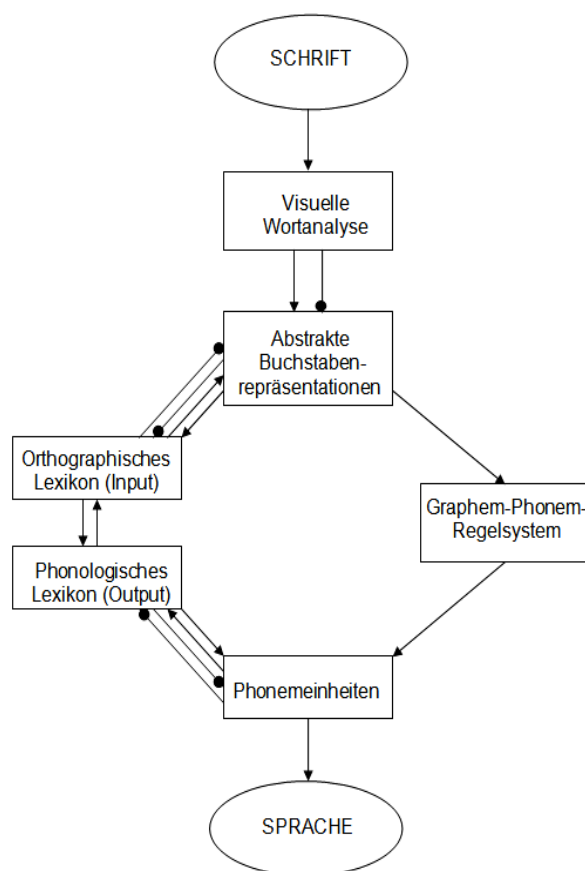 SCHRIFT
Visuelle
Wortanalyse
Abstrakte
Buchstaben-
repräsentationen
Orthographisches
Lexikon (Input)
Graphem-Phonem-
Regelsystem
Phonologisches
Lexikon (Output)
Phonemeinheiten
SPRACHE